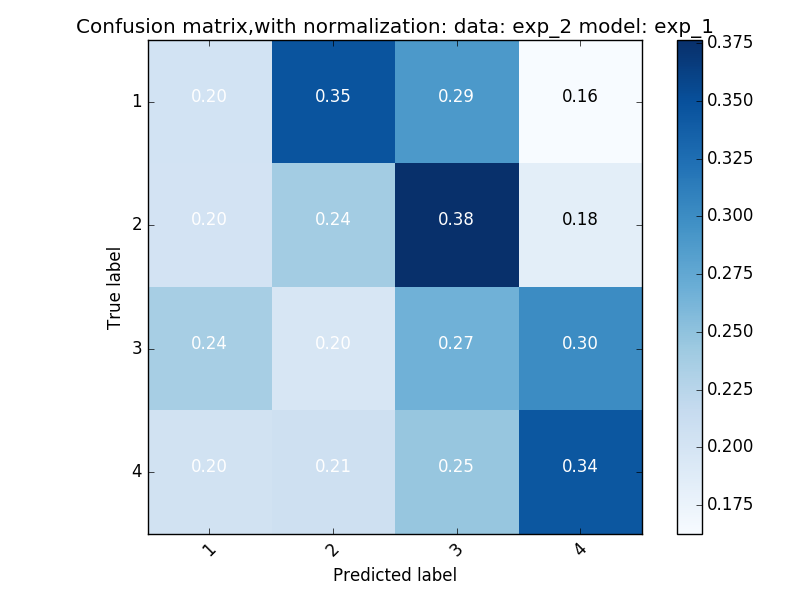 Confusion matrix,with normalization: data: exp_2 model: exp_1
True label
1
0.20 0.35 0.29 0.16
2
0.20 0.24 0.38 0.18
3
0.24 0.20 0.27 0.30
4
0.20 0.21 0.25 0.34
1 2 3 4
Predicted label
0.375
0.350
0.325
0.300
0.275
0.250
0.225
0.200
0.175